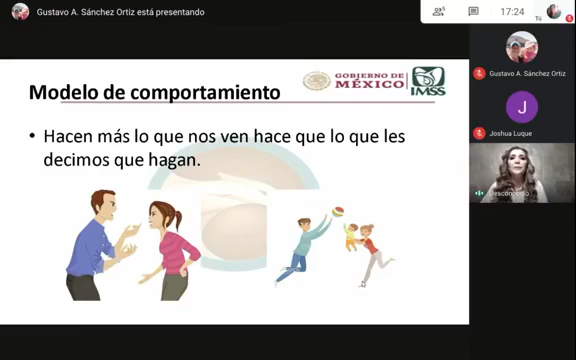 Gustavo A. Sánchez Ortiz está presentando
17:24
Tú
Modelo de comportamiento
GOBIERNO DE
MÉXICO
IMSS
• Hacen más lo que nos ven hace que lo que les
decimos que hagan.
Gustavo A. Sánchez Ortiz
J
Joshua Luque